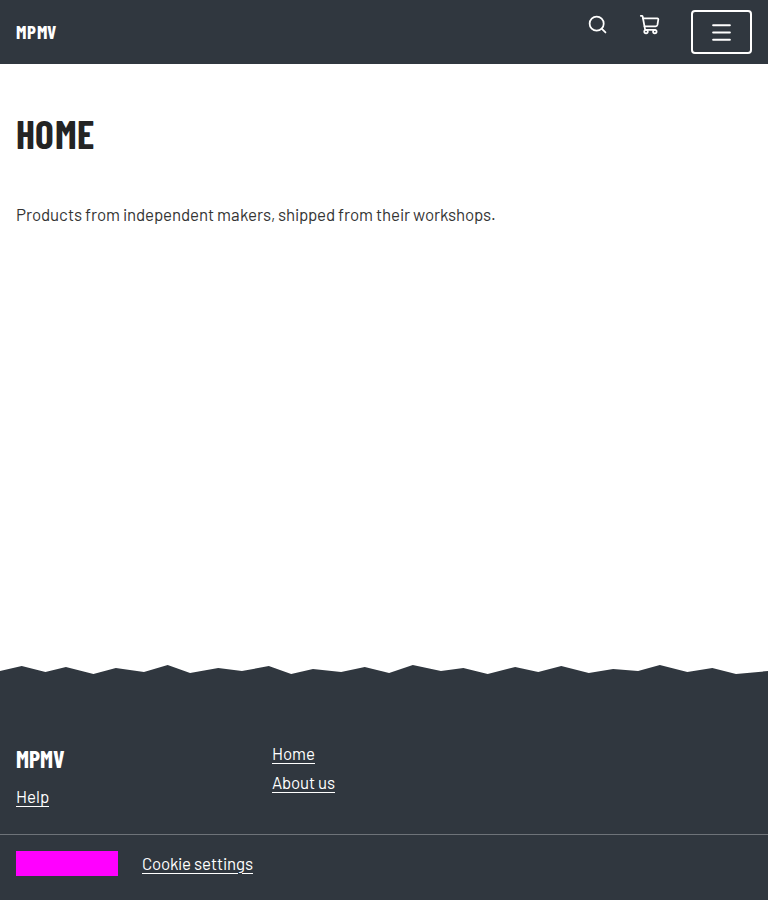 MPMV
HOME
Products from independent makers, shipped from their workshops.
MPMV
Help
Home
About us
Cookie settings